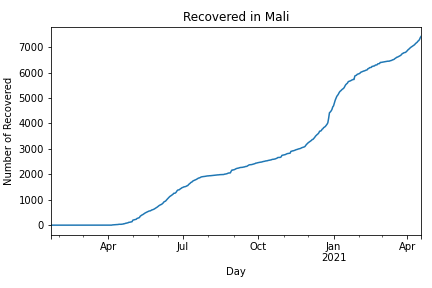 Recovered in Mali
Number of Recovered
7000
6000
5000
4000
3000
2000
1000
0
Apr
Jul
Oct
Jan
2021
Apr
Day